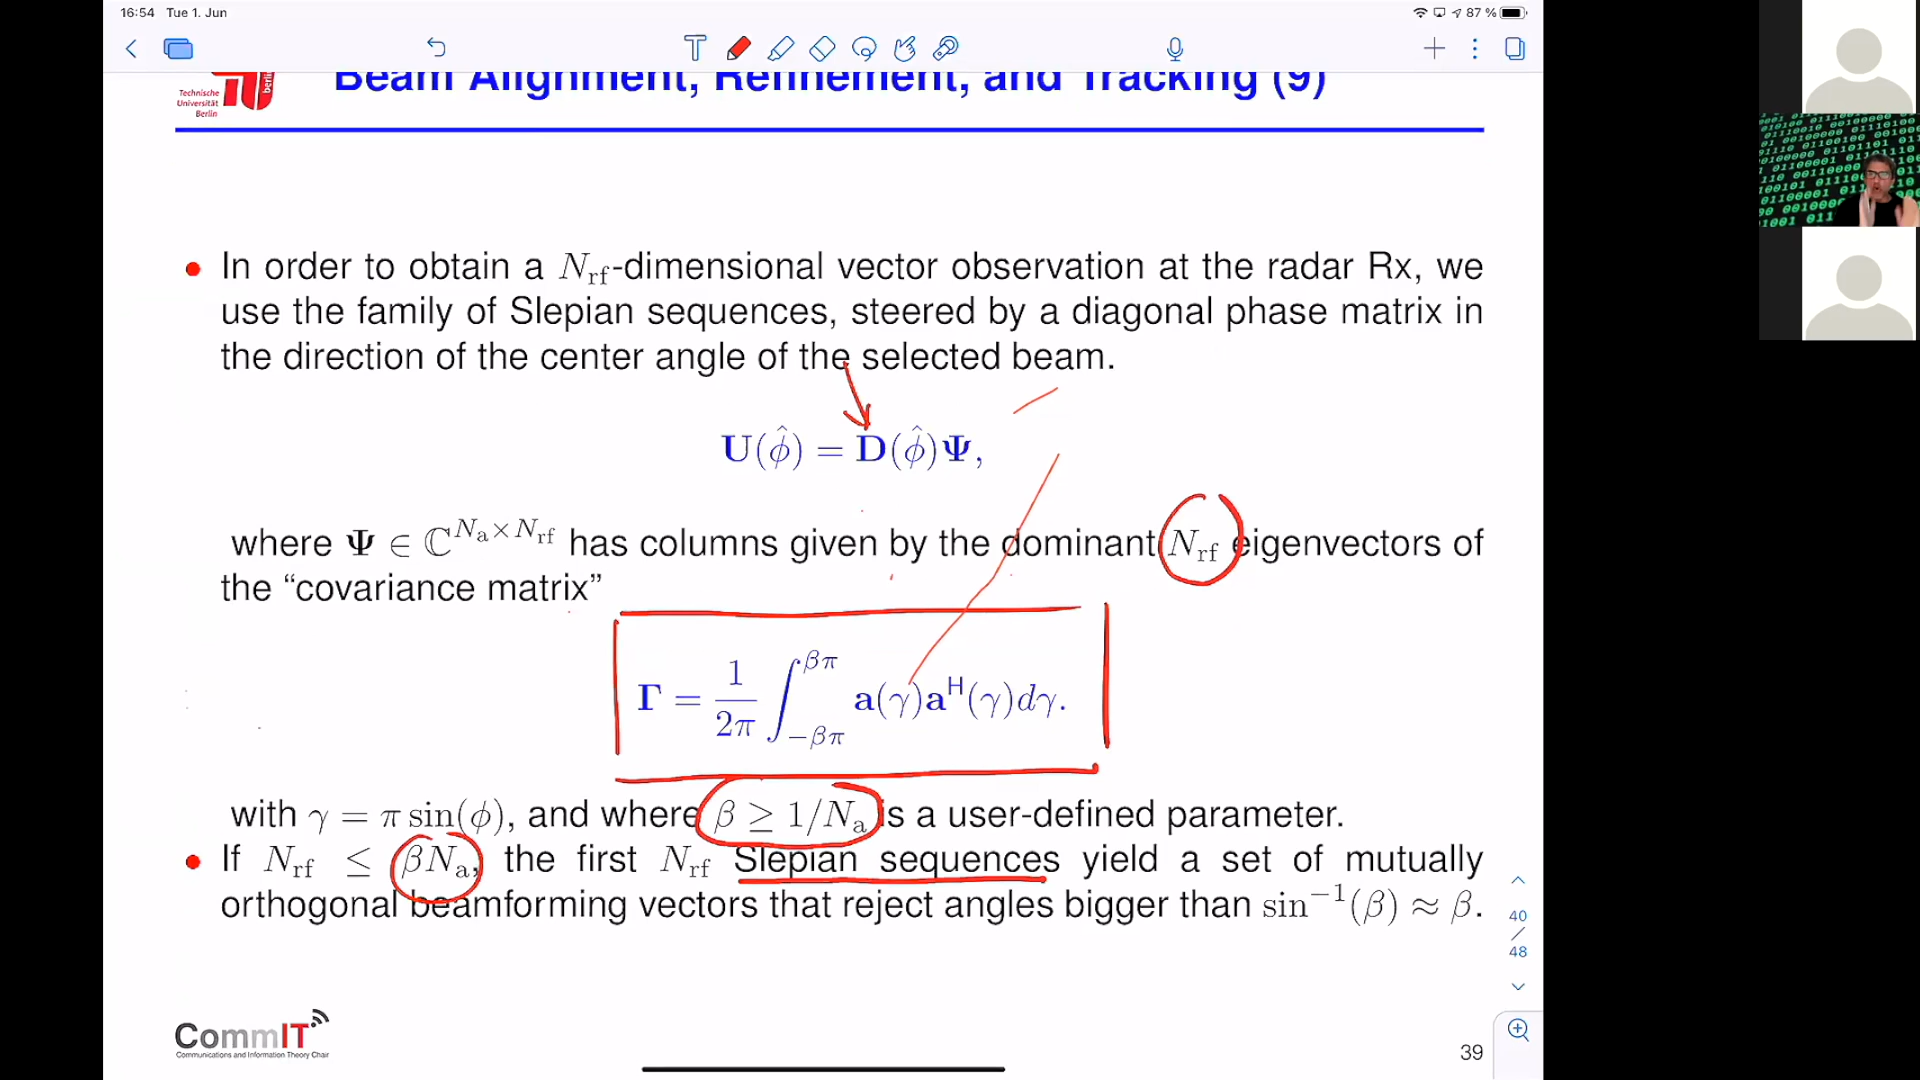 16:54 Tue 1. Jun
87 %
Beam Alignment, Refinement, and Tracking (9)
Technische
Universität
Berlin
berlin
• In order to obtain a N_rf-dimensional vector observation at the radar Rx, we
use the family of Slepian sequences, steered by a diagonal phase matrix in
the direction of the center angle of the selected beam.
U(ϕ̂) = D(ϕ̂)Ψ,
where Ψ ∈ ℂ^{N_a×N_rf} has columns given by the dominant N_rf eigenvectors of
the “covariance matrix”
Γ = 1/2π ∫_{−βπ}^{βπ} a(γ)a^H(γ)dγ.
with γ = π sin(ϕ), and where β ≥ 1/N_a is a user-defined parameter.
• If N_rf ≤ βN_a, the first N_rf Slepian sequences yield a set of mutually
orthogonal beamforming vectors that reject angles bigger than sin⁻¹(β) ≈ β.
40
/
48
CommIT
Communications and Information Theory Chair
39